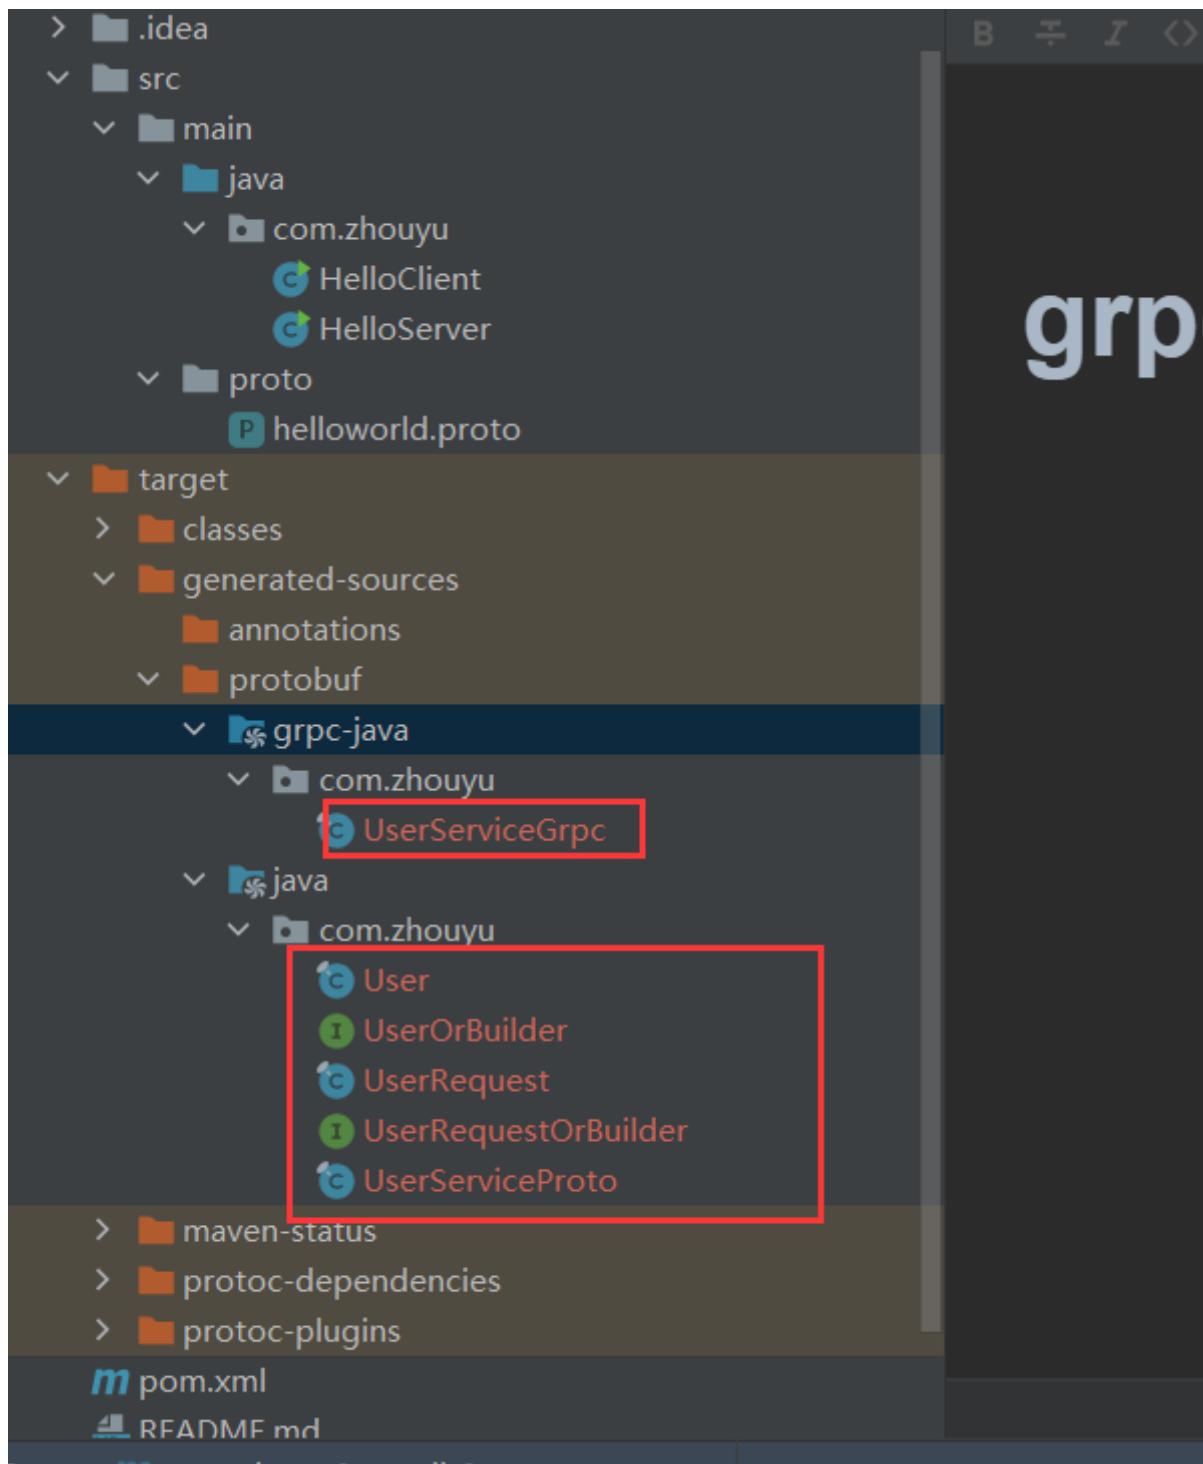 .idea
src
main
java
com.zhouyu
HelloClient
HelloServer
proto
helloworld.proto
target
classes
generated-sources
annotations
protobuf
grpc-java
com.zhouyu
UserServiceGrpc
java
com.zhouyu
User
UserOrBuilder
UserRequest
UserRequestOrBuilder
UserServiceProto
maven-status
protoc-dependencies
protoc-plugins
pom.xml
README.md
B I <>
grp